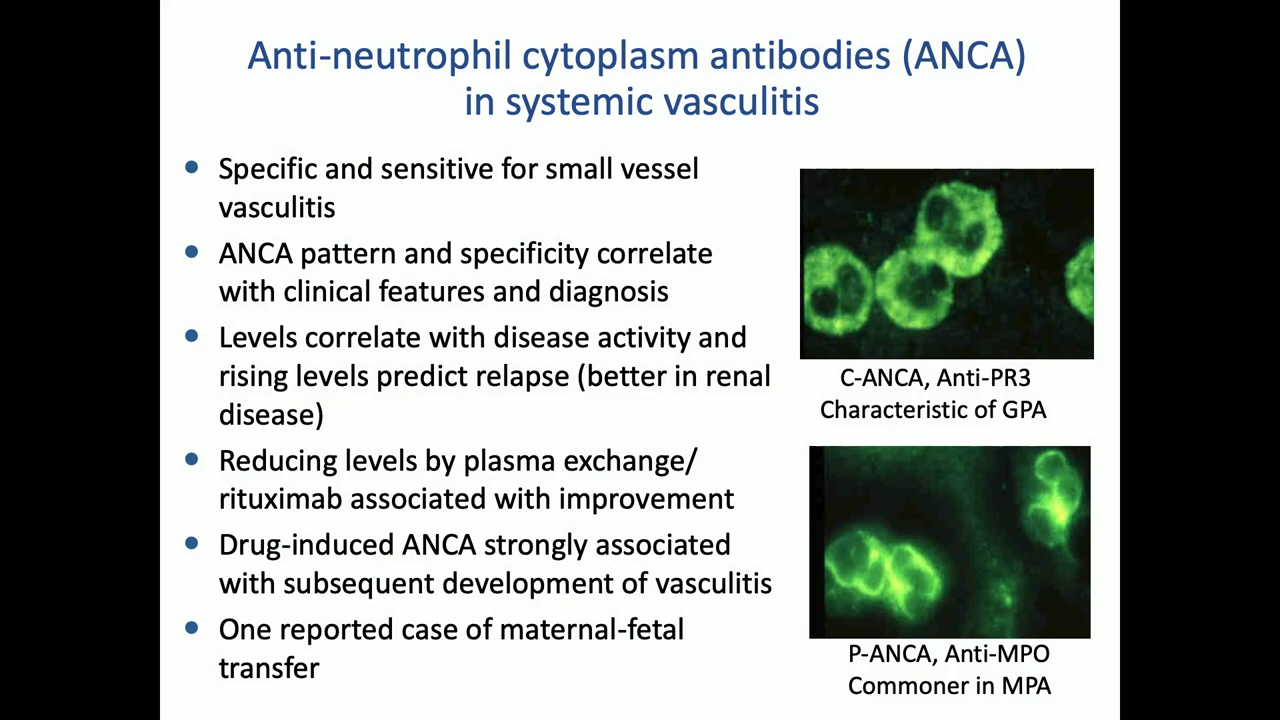 Anti-neutrophil cytoplasm antibodies (ANCA)
in systemic vasculitis
• Specific and sensitive for small vessel
vasculitis
• ANCA pattern and specificity correlate
with clinical features and diagnosis
• Levels correlate with disease activity and
rising levels predict relapse (better in renal
disease)
• Reducing levels by plasma exchange/
rituximab associated with improvement
• Drug-induced ANCA strongly associated
with subsequent development of vasculitis
• One reported case of maternal-fetal
transfer
C-ANCA, Anti-PR3
Characteristic of GPA
P-ANCA, Anti-MPO
Commoner in MPA